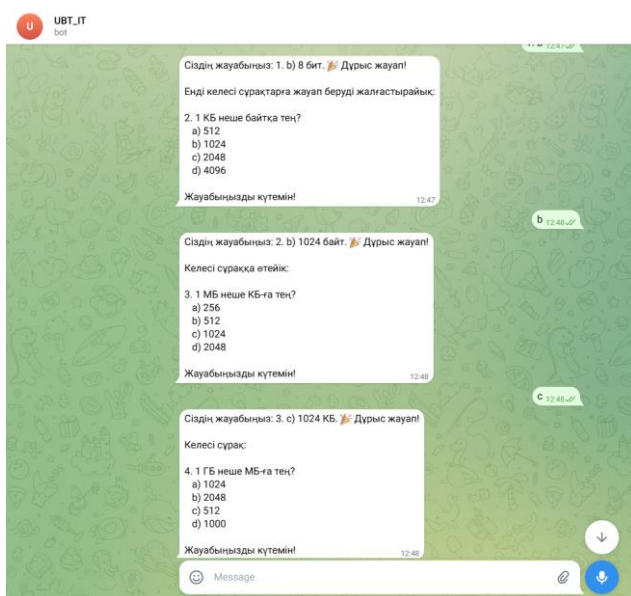 U
UBT_IT
bot
1. b 12:47
Сіздің жауабыңыз: 1. b) 8 бит. 🎉 Дұрыс жауап!
Енді келесі сұрақтарға жауап беруді жалғастырайық:
2. 1 КБ неше байтқа тең?
a) 512
b) 1024
c) 2048
d) 4096
Жауабыңызды күтемін!
12:47
b 12:48
Сіздің жауабыңыз: 2. b) 1024 байт. 🎉 Дұрыс жауап!
Келесі сұраққа өтейік:
3. 1 МБ неше КБ-ға тең?
a) 256
b) 512
c) 1024
d) 2048
Жауабыңызды күтемін!
12:48
c 12:48
Сіздің жауабыңыз: 3. c) 1024 КБ. 🎉 Дұрыс жауап!
Келесі сұрақ:
4. 1 ГБ неше МБ-ға тең?
a) 1024
b) 2048
c) 512
d) 1000
Жауабыңызды күтемін!
12:48
Message